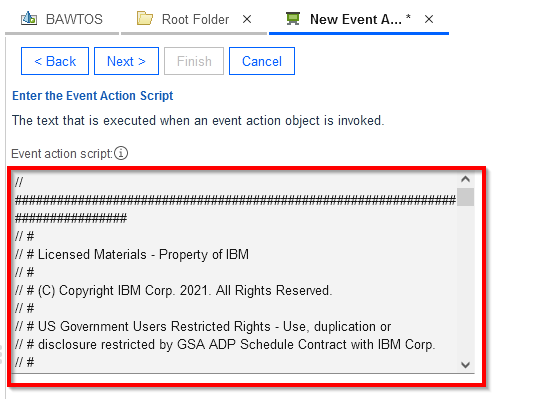 BAWTOS Root Folder New Event A... *
< Back Next > Finish Cancel
Enter the Event Action Script
The text that is executed when an event action object is invoked.
Event action script:
//
###############################################################
################
// #
// # Licensed Materials - Property of IBM
// #
// # (C) Copyright IBM Corp. 2021. All Rights Reserved.
// #
// # US Government Users Restricted Rights - Use, duplication or
// # disclosure restricted by GSA ADP Schedule Contract with IBM Corp.
// #